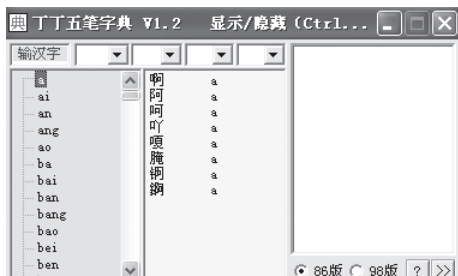 典 丁丁五笔字典 V1.2 显示/隐藏 (Ctrl...
输汉字
a
ai
an
ang
ao
ba
bai
ban
bang
bao
bei
ben
啊 a
阿 a
呵 a
吖 a
嗄 a
腌 a
锕 a
錒 a
86版 98版 ? >>